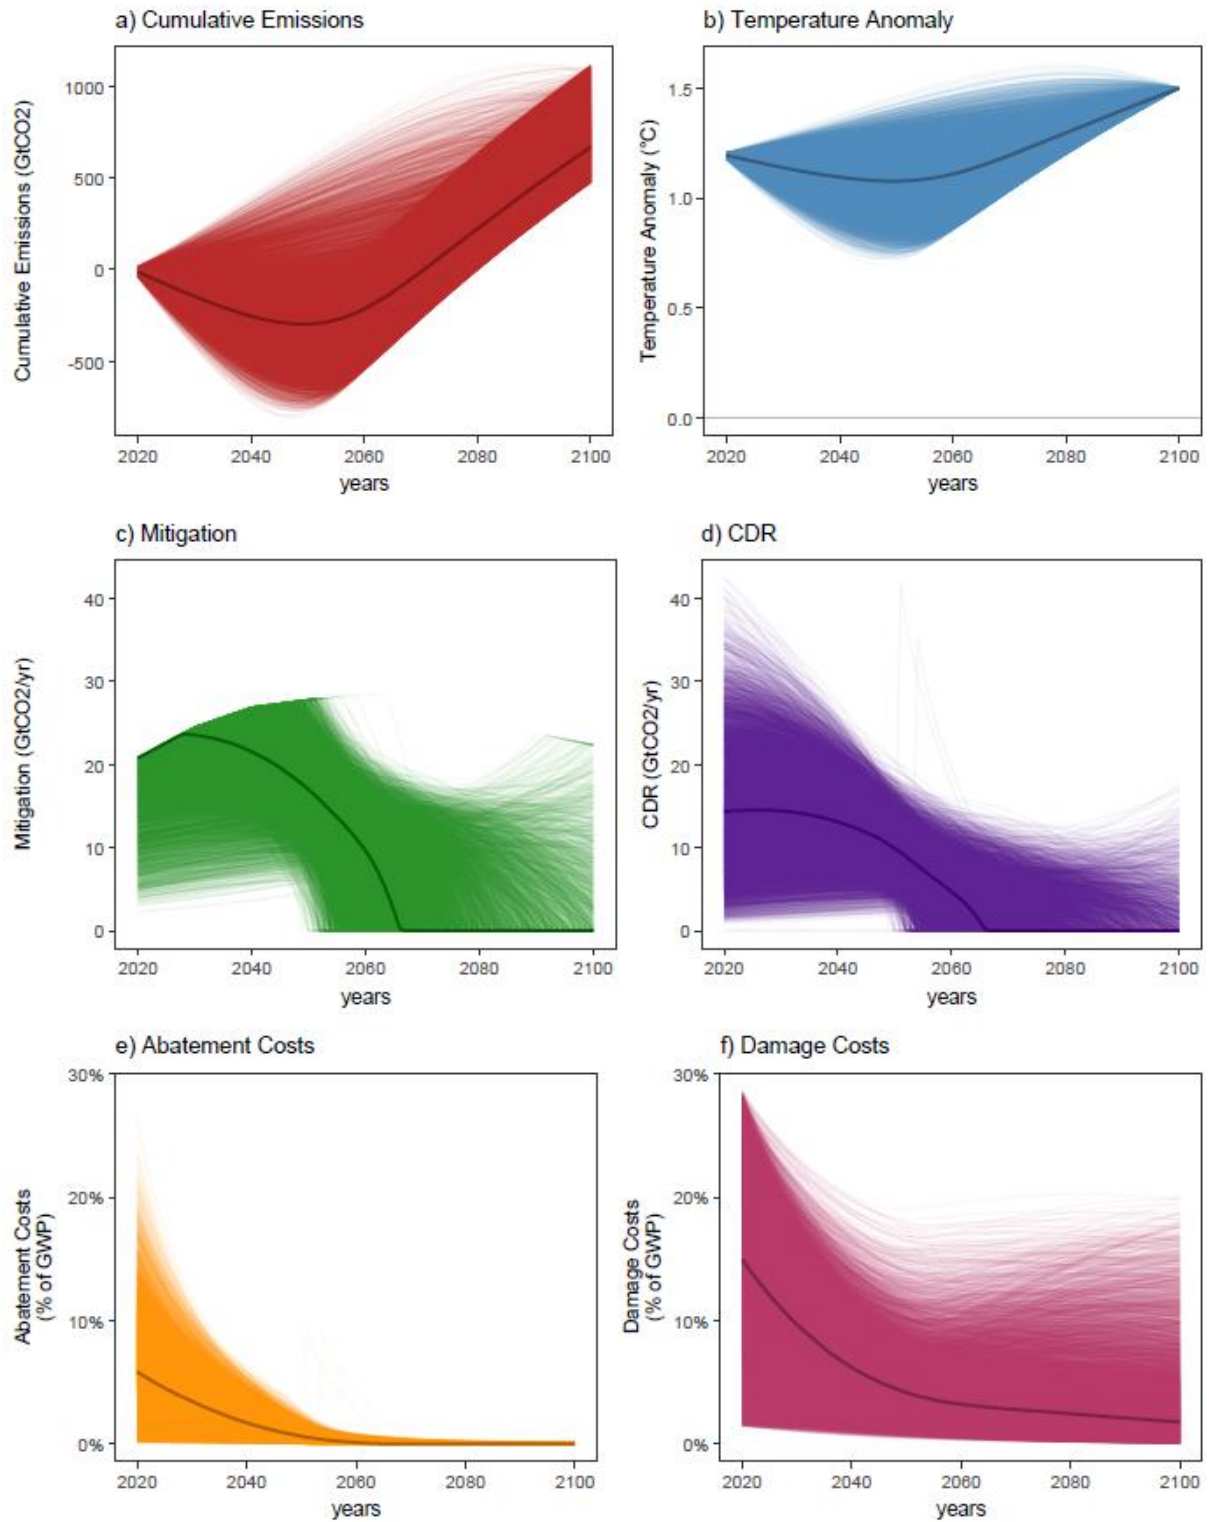 a) Cumulative Emissions
Cumulative Emissions (GtCO2)
1000
500
0
-500
2020 2040 2060 2080 2100
years
b) Temperature Anomaly
Temperature Anomaly (°C)
1.5
1.0
0.5
0.0
2020 2040 2060 2080 2100
years
c) Mitigation
Mitigation (GtCO2/yr)
40
30
20
10
0
2020 2040 2060 2080 2100
years
d) CDR
CDR (GtCO2/yr)
40
30
20
10
0
2020 2040 2060 2080 2100
years
e) Abatement Costs
Abatement Costs
(% of GWP)
30%
20%
10%
0%
2020 2040 2060 2080 2100
years
f) Damage Costs
Damage Costs
(% of GWP)
30%
20%
10%
0%
2020 2040 2060 2080 2100
years